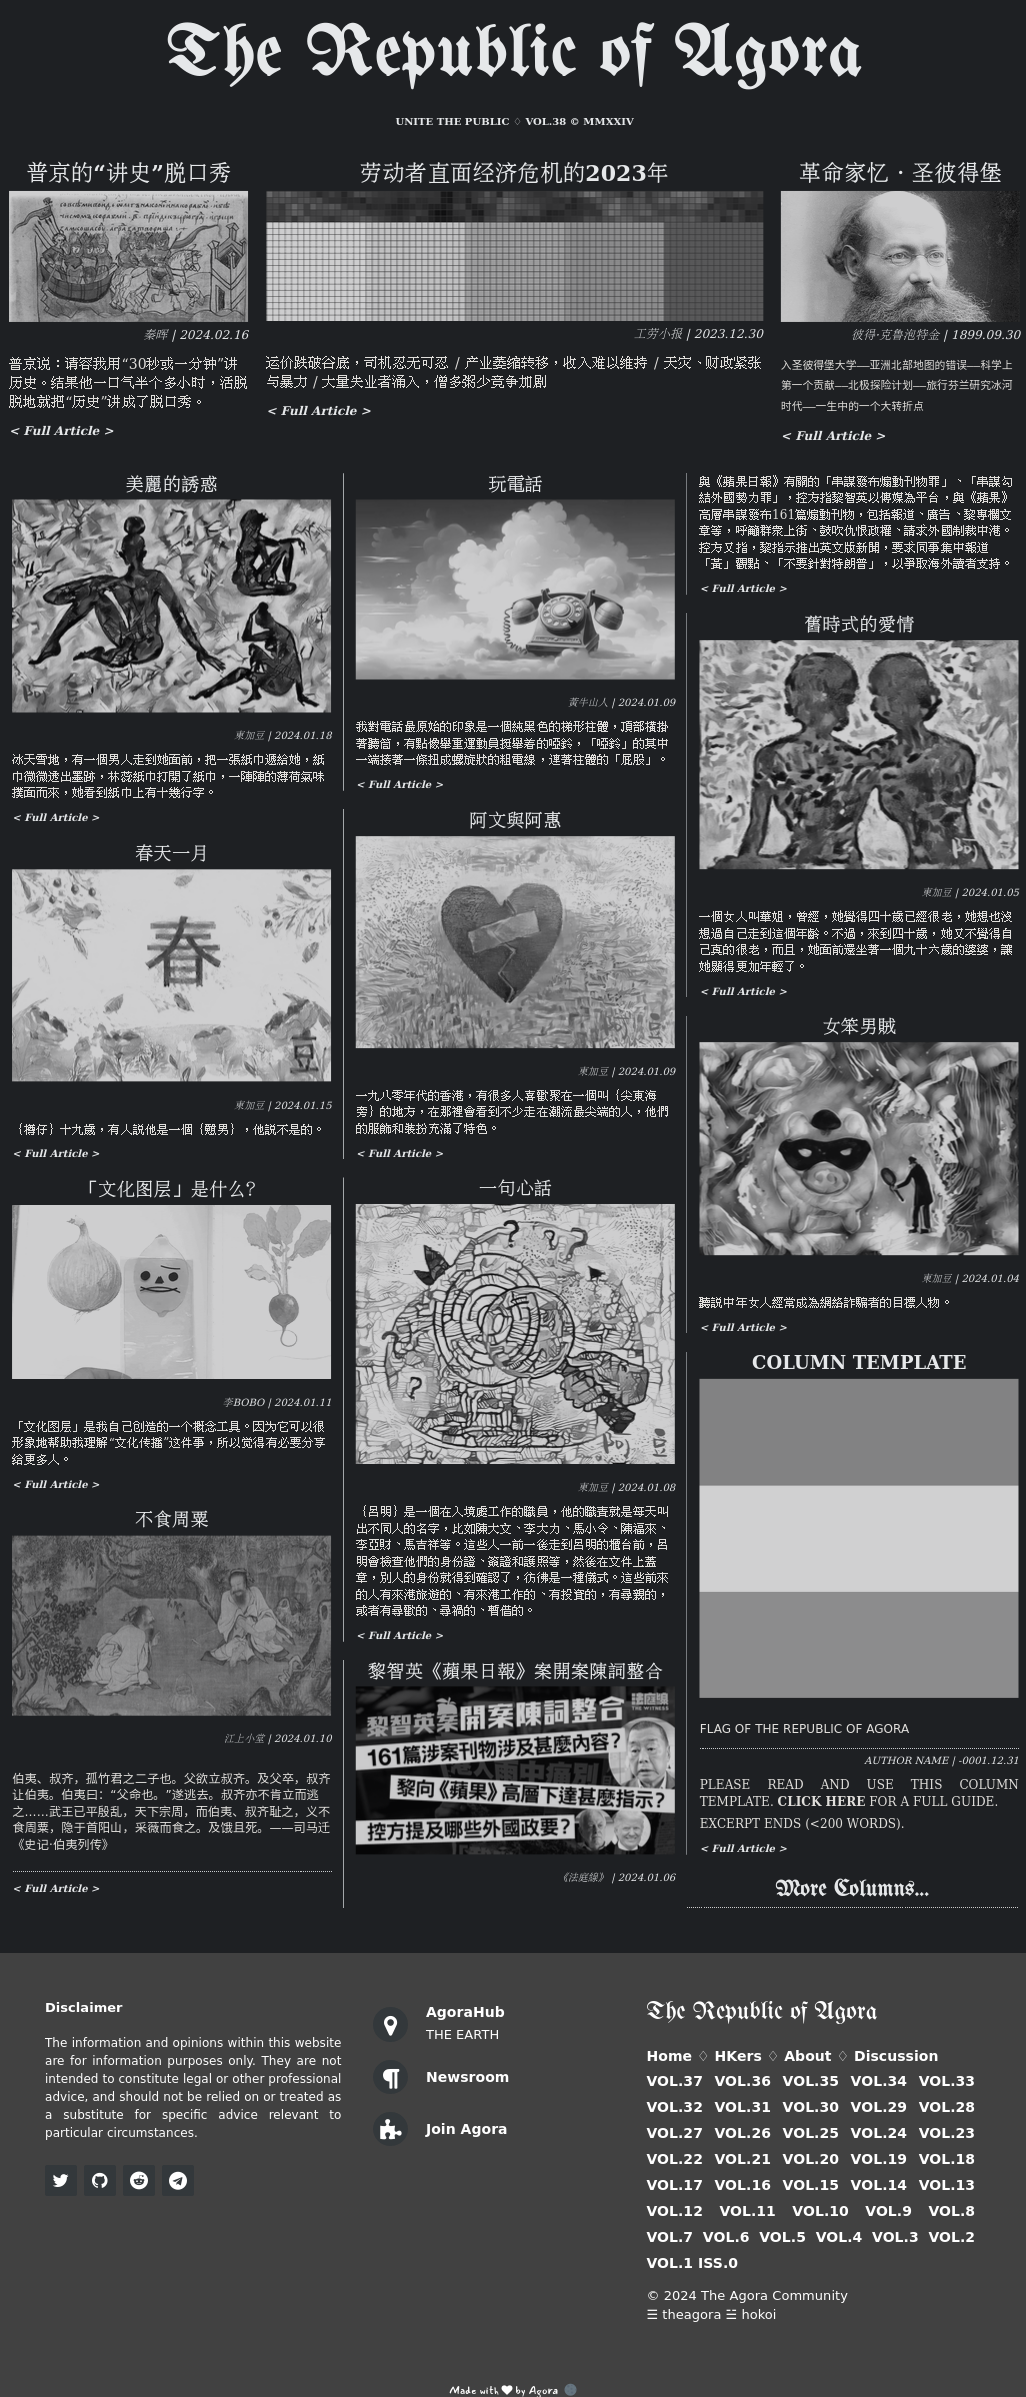 The Republic of Agora
UNITE THE PUBLIC ♢ VOL.38 © MMXXIV
普京的“讲史”脱口秀
秦晖 | 2024.02.16
普京说：请容我用“30秒或一分钟”讲
历史。结果他一口气半个多小时，活脱
脱地就把“历史”讲成了脱口秀。
< Full Article >
劳动者直面经济危机的2023年
工劳小报 | 2023.12.30
运价跌破谷底，司机忍无可忍 / 产业萎缩转移，收入难以维持 / 天灾、财政紧张
与暴力 / 大量失业者涌入，僧多粥少竞争加剧
< Full Article >
革命家忆 · 圣彼得堡
彼得·克鲁泡特金 | 1899.09.30
入圣彼得堡大学──亚洲北部地图的错误──科学上
第一个贡献──北极探险计划──旅行芬兰研究冰河
时代──一生中的一个大转折点
< Full Article >
美麗的誘惑
東加豆 | 2024.01.18
冰天雪地，有一個男人走到她面前，把一張紙巾遞給她，紙
巾微微透出墨跡，林蕊紙巾打開了紙巾，一陣陣的薄荷氣味
撲面而來，她看到紙巾上有十幾行字。
< Full Article >
春天一月
春
豆
東加豆 | 2024.01.15
｛樽仔｝十九歲，有人説他是一個｛戇男｝，他説不是的。
< Full Article >
「文化图层」是什么？
李BOBO | 2024.01.11
「文化图层」是我自己创造的一个概念工具。因为它可以很
形象地帮助我理解“文化传播”这件事，所以觉得有必要分享
给更多人。
< Full Article >
不食周粟
江上小堂 | 2024.01.10
伯夷、叔齐，孤竹君之二子也。父欲立叔齐。及父卒，叔齐
让伯夷。伯夷曰：“父命也。”遂逃去。叔齐亦不肯立而逃
之……武王已平殷乱，天下宗周，而伯夷、叔齐耻之，义不
食周粟，隐于首阳山，采薇而食之。及饿且死。——司马迁
《史记·伯夷列传》
< Full Article >
玩電話
黃牛山人 | 2024.01.09
我對電話最原始的印象是一個純黑色的梯形柱體，頂部橫掛
著聽筒，有點像舉重運動員挺舉着的啞鈴，「啞鈴」的其中
一端接著一條扭成螺旋狀的粗電線，連著柱體的「屁股」。
< Full Article >
阿文與阿惠
東加豆 | 2024.01.09
一九八零年代的香港，有很多人喜歡聚在一個叫｛尖東海
旁｝的地方，在那裡會看到不少走在潮流最尖端的人，他們
的服飾和裝扮充滿了特色。
< Full Article >
一句心話
東加豆 | 2024.01.08
｛呂明｝是一個在入境處工作的職員，他的職責就是每天叫
出不同人的名字，比如陳大文、李大力、馬小令、陳福來、
李亞財、馬吉祥等。這些人一前一後走到呂明的櫃台前，呂
明會檢查他們的身份證、簽證和護照等，然後在文件上蓋
章，別人的身份就得到確認了，彷彿是一種儀式。這些前來
的人有來港旅遊的、有來港工作的、有投資的，有尋親的，
或者有尋歡的、尋禍的、暫借的。
< Full Article >
黎智英《蘋果日報》案開案陳詞整合
黎智英案開案陳詞整合
法庭線
THE WITNESS
161篇涉案刊物涉及甚麼內容?
黎向《蘋果》高層下達甚麼指示?
控方提及哪些外國政要?
《法庭線》 | 2024.01.06
與《蘋果日報》有關的「串謀發布煽動刊物罪」、「串謀勾
結外國勢力罪」，控方指黎智英以傳媒為平台，與《蘋果》
高層串謀發布161篇煽動刊物，包括報道、廣告、黎專欄文
章等，呼籲群眾上街、鼓吹仇恨政權、請求外國制裁中港。
控方又指，黎指示推出英文版新聞，要求同事集中報道
「黃」觀點、「不要針對特朗普」，以爭取海外讀者支持。
< Full Article >
舊時式的愛情
東加豆 | 2024.01.05
一個女人叫華姐，曾經，她覺得四十歲已經很老，她想也沒
想過自己走到這個年齡。不過，來到四十歲，她又不覺得自
己真的很老，而且，她面前還坐著一個九十六歲的婆婆，讓
她顯得更加年輕了。
< Full Article >
女笨男賊
東加豆 | 2024.01.04
聽説中年女人經常成為網絡詐騙者的目標人物。
< Full Article >
COLUMN TEMPLATE
FLAG OF THE REPUBLIC OF AGORA
AUTHOR NAME | -0001.12.31
PLEASE READ AND USE THIS COLUMN
TEMPLATE. CLICK HERE FOR A FULL GUIDE.
EXCERPT ENDS (<200 WORDS).
< Full Article >
More Columns...
Disclaimer
The information and opinions within this website
are for information purposes only. They are not
intended to constitute legal or other professional
advice, and should not be relied on or treated as
a substitute for specific advice relevant to
particular circumstances.
AgoraHub
THE EARTH
Newsroom
Join Agora
The Republic of Agora
Home ♢ HKers ♢ About ♢ Discussion
VOL.37 VOL.36 VOL.35 VOL.34 VOL.33
VOL.32 VOL.31 VOL.30 VOL.29 VOL.28
VOL.27 VOL.26 VOL.25 VOL.24 VOL.23
VOL.22 VOL.21 VOL.20 VOL.19 VOL.18
VOL.17 VOL.16 VOL.15 VOL.14 VOL.13
VOL.12 VOL.11 VOL.10 VOL.9 VOL.8
VOL.7 VOL.6 VOL.5 VOL.4 VOL.3 VOL.2
VOL.1 ISS.0
© 2024 The Agora Community
☰ theagora ☱ hokoi
Made with ❤ by Agora